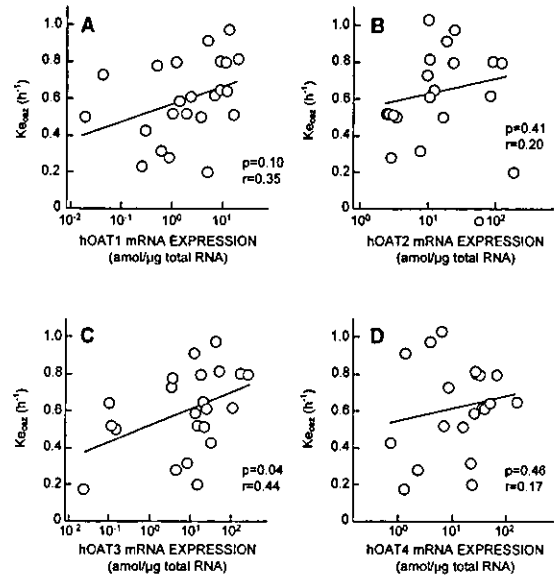 A
1.0
0.8
0.6
0.4
0.2
0
Ke_cez (h⁻¹)
p=0.10
r=0.35
10⁻² 10⁻¹ 10⁰ 10¹
hOAT1 mRNA EXPRESSION
(amol/μg total RNA)
B
1.0
0.8
0.6
0.4
0.2
0
Ke_cez (h⁻¹)
p=0.41
r=0.20
10⁰ 10¹ 10²
hOAT2 mRNA EXPRESSION
(amol/μg total RNA)
C
1.0
0.8
0.6
0.4
0.2
0
Ke_cez (h⁻¹)
p=0.04
r=0.44
10⁻² 10⁻¹ 10⁰ 10¹ 10²
hOAT3 mRNA EXPRESSION
(amol/μg total RNA)
D
1.0
0.8
0.6
0.4
0.2
0
Ke_cez (h⁻¹)
p=0.46
r=0.17
10⁰ 10¹ 10²
hOAT4 mRNA EXPRESSION
(amol/μg total RNA)